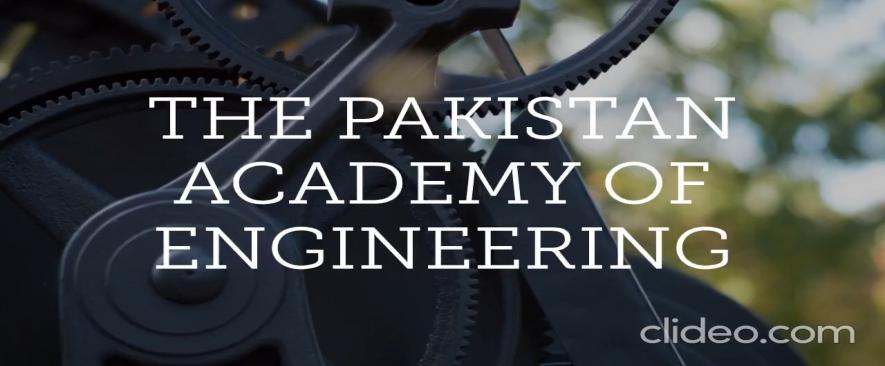 THE PAKISTAN
ACADEMY OF
ENGINEERING
clideo.com